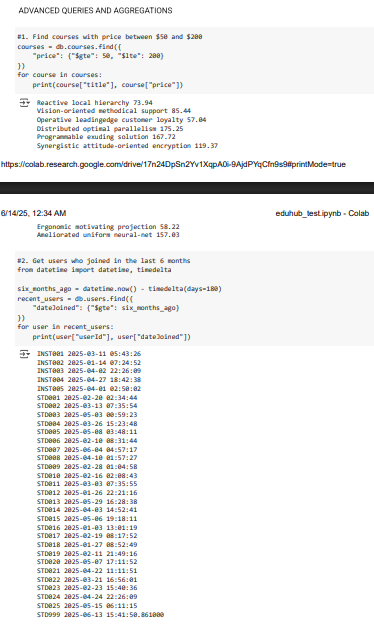 ADVANCED QUERIES AND AGGREGATIONS
#1. Find courses with price between $50 and $200
courses = db.courses.find({
"price": {"$gte": 50, "$lte": 200}
})
for course in courses:
print(course["title"], course["price"])
Reactive local hierarchy 73.94
Vision-oriented methodical support 85.44
Operative leadingedge customer loyalty 57.04
Distributed optimal parallelism 175.25
Programmable exuding solution 167.72
Synergistic attitude-oriented encryption 119.37
https://colab.research.google.com/drive/17n24DpSn2Yv1XqpA0i-9AjdPYqCfn9s9#printMode=true
6/14/25, 12:34 AM eduhub_test.ipynb - Colab
Ergonomic motivating projection 58.22
Ameliorated uniform neural-net 157.03
#2. Get users who joined in the last 6 months
from datetime import datetime, timedelta
six_months_ago = datetime.now() - timedelta(days=180)
recent_users = db.users.find({
"dateJoined": {"$gte": six_months_ago}
})
for user in recent_users:
print(user["userId"], user["dateJoined"])
INST001 2025-03-11 05:43:26
INST002 2025-01-14 07:24:52
INST003 2025-04-02 22:26:09
INST004 2025-04-27 18:42:38
INST005 2025-04-01 02:50:02
STD001 2025-02-20 02:34:44
STD002 2025-03-13 07:35:54
STD003 2025-05-03 00:59:23
STD004 2025-03-26 15:23:48
STD005 2025-05-08 03:48:11
STD006 2025-02-10 08:31:44
STD007 2025-06-04 04:57:17
STD008 2025-04-10 01:57:27
STD009 2025-02-28 01:04:58
STD010 2025-02-16 02:08:43
STD011 2025-03-03 07:35:55
STD012 2025-01-26 22:21:16
STD013 2025-05-29 16:28:38
STD014 2025-04-03 14:52:41
STD015 2025-05-06 19:18:11
STD016 2025-01-03 13:01:19
STD017 2025-02-19 08:17:52
STD018 2025-01-27 08:52:49
STD019 2025-02-11 21:49:16
STD020 2025-05-07 17:11:52
STD021 2025-04-22 11:11:51
STD022 2025-03-21 16:56:01
STD023 2025-02-23 15:40:36
STD024 2025-04-24 22:26:09
STD025 2025-05-15 06:11:15
STD999 2025-06-13 15:41:50.861000